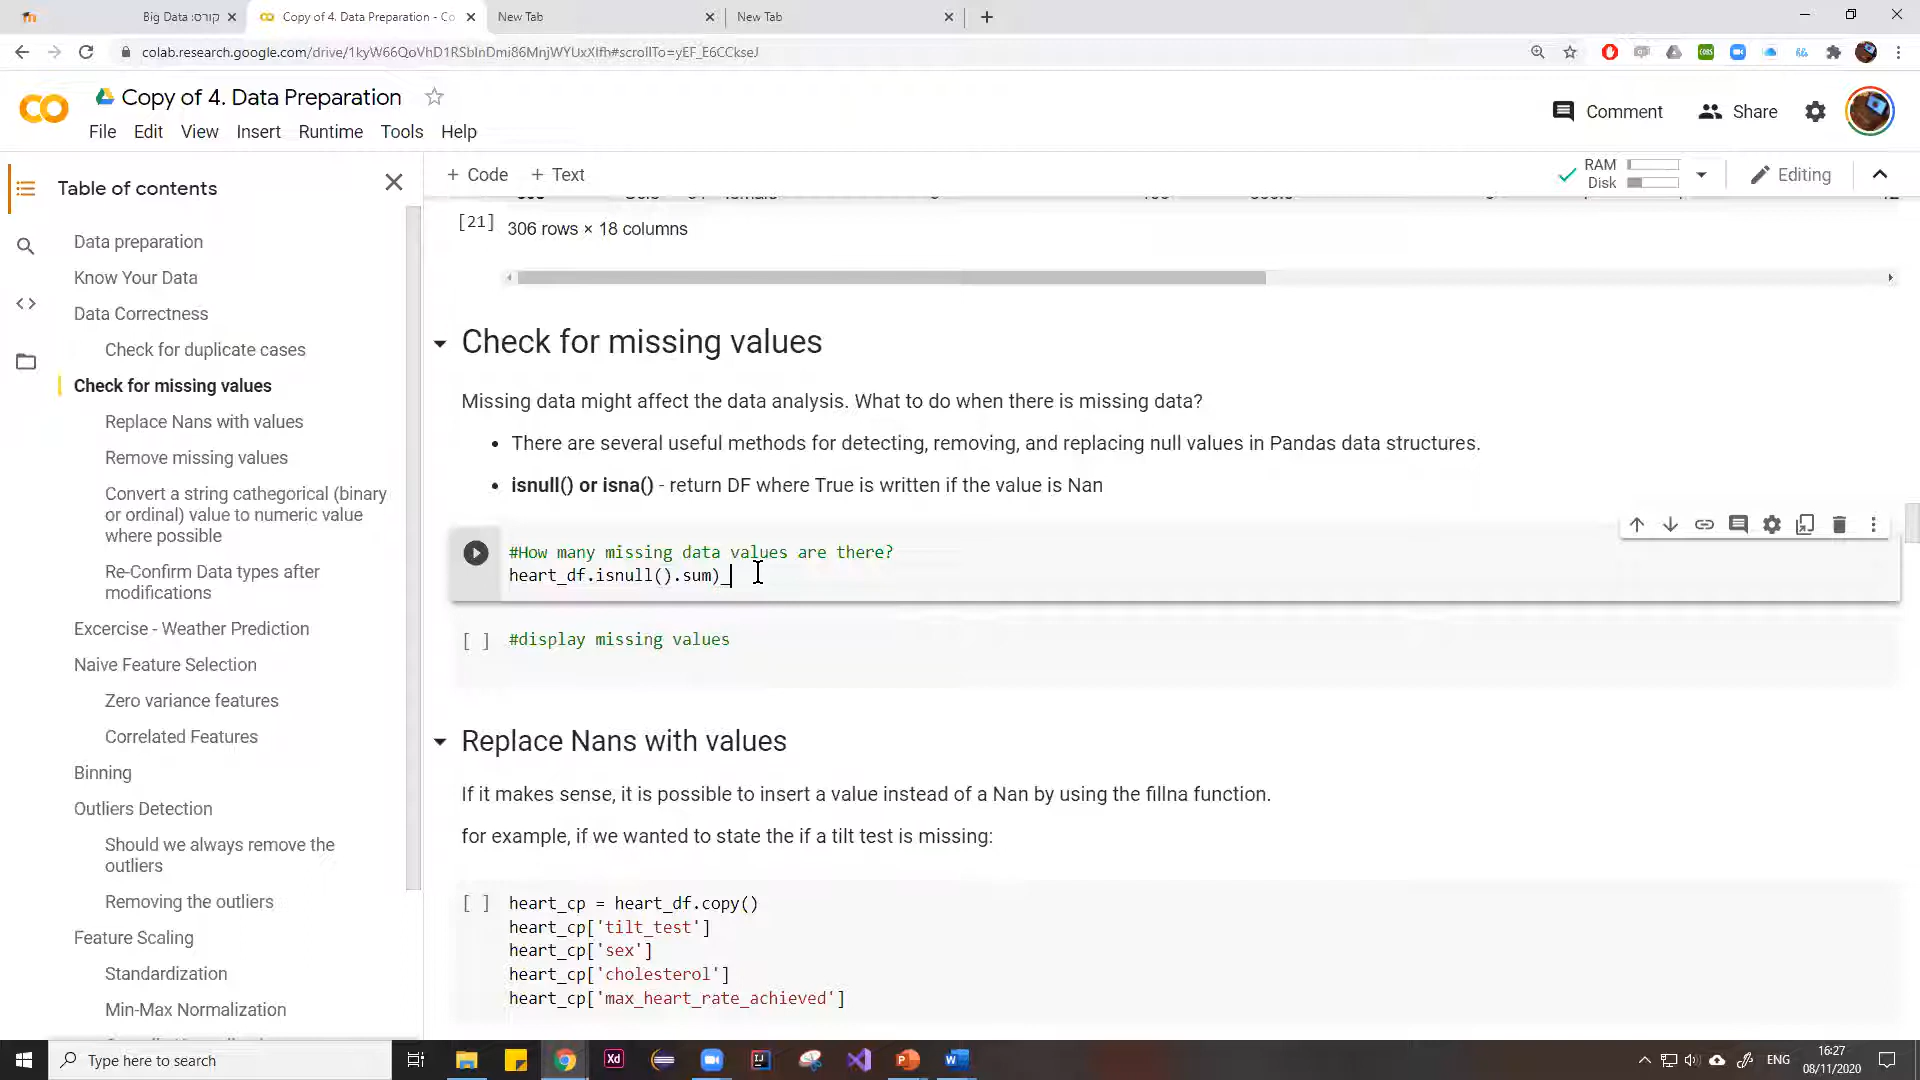 Big Data :קורס
Copy of 4. Data Preparation - Co
New Tab
New Tab
colab.research.google.com/drive/1kyW66QoVhD1RSbInDmi86MnjWYUxXIfh#scrollTo=yEF_E6CCkseJ
Copy of 4. Data Preparation
Comment
Share
File Edit View Insert Runtime Tools Help
Table of contents
+ Code + Text
RAM
Disk
Editing
Data preparation
Know Your Data
Data Correctness
Check for duplicate cases
Check for missing values
Replace Nans with values
Remove missing values
Convert a string cathegorical (binary
or ordinal) value to numeric value
where possible
Re-Confirm Data types after
modifications
Excercise - Weather Prediction
Naive Feature Selection
Zero variance features
Correlated Features
Binning
Outliers Detection
Should we always remove the
outliers
Removing the outliers
Feature Scaling
Standardization
Min-Max Normalization
[21]
306 rows × 18 columns
Check for missing values
Missing data might affect the data analysis. What to do when there is missing data?
• There are several useful methods for detecting, removing, and replacing null values in Pandas data structures.
• isnull() or isna() - return DF where True is written if the value is Nan
#How many missing data values are there?
heart_df.isnull().sum)_
[ ] #display missing values
Replace Nans with values
If it makes sense, it is possible to insert a value instead of a Nan by using the fillna function.
for example, if we wanted to state the if a tilt test is missing:
[ ] heart_cp = heart_df.copy()
heart_cp['tilt_test']
heart_cp['sex']
heart_cp['cholesterol']
heart_cp['max_heart_rate_achieved']
Type here to search
Xd
ENG
16:27
08/11/2020